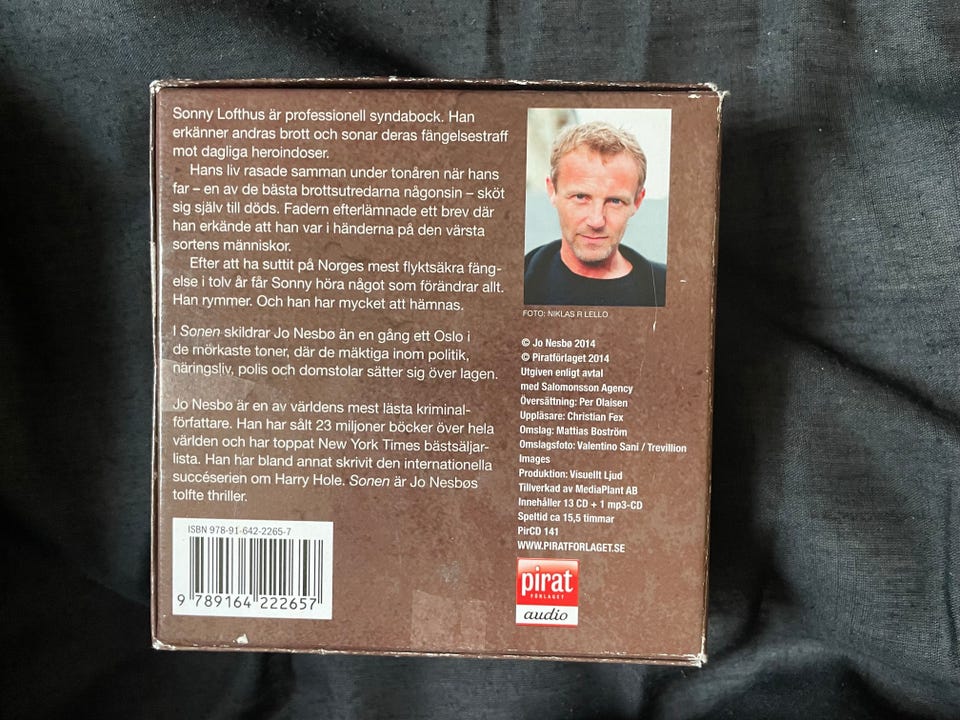 Sonny Lofthus är professionell syndabock. Han
erkänner andras brott och sonar deras fängelsestraff
mot dagliga heroindoser.
Hans liv rasade samman under tonåren när hans
far – en av de bästa brottsutredarna någonsin – sköt
sig själv till döds. Fadern efterlämnade ett brev där
han erkände att han var i händerna på den värsta
sortens människor.
Efter att ha suttit på Norges mest flyktsäkra fäng-
else i tolv år får Sonny höra något som förändrar allt.
Han rymmer. Och han har mycket att hämnas.
I Sonen skildrar Jo Nesbø än en gång ett Oslo i
de mörkaste toner, där de mäktiga inom politik,
näringsliv, polis och domstolar sätter sig över lagen.
Jo Nesbø är en av världens mest lästa kriminal-
författare. Han har sålt 23 miljoner böcker över hela
världen och har toppat New York Times bästsäljar-
lista. Han har bland annat skrivit den internationella
succéserien om Harry Hole. Sonen är Jo Nesbøs
tolfte thriller.
ISBN 978-91-642-2265-7
9 789164 222657
FOTO: NIKLAS R LELLO
© Jo Nesbø 2014
© Piratförlaget 2014
Utgiven enligt avtal
med Salomonsson Agency
Översättning: Per Olaisen
Uppläsare: Christian Fex
Omslag: Mattias Boström
Omslagsfoto: Valentino Sani / Trevillion
Images
Produktion: Visuellt Ljud
Tillverkad av MediaPlant AB
Innehåller 13 CD + 1 mp3-CD
Speltid ca 15,5 timmar
PirCD 141
WWW.PIRATFORLAGET.SE
pirat
FÖRLAGET
audio